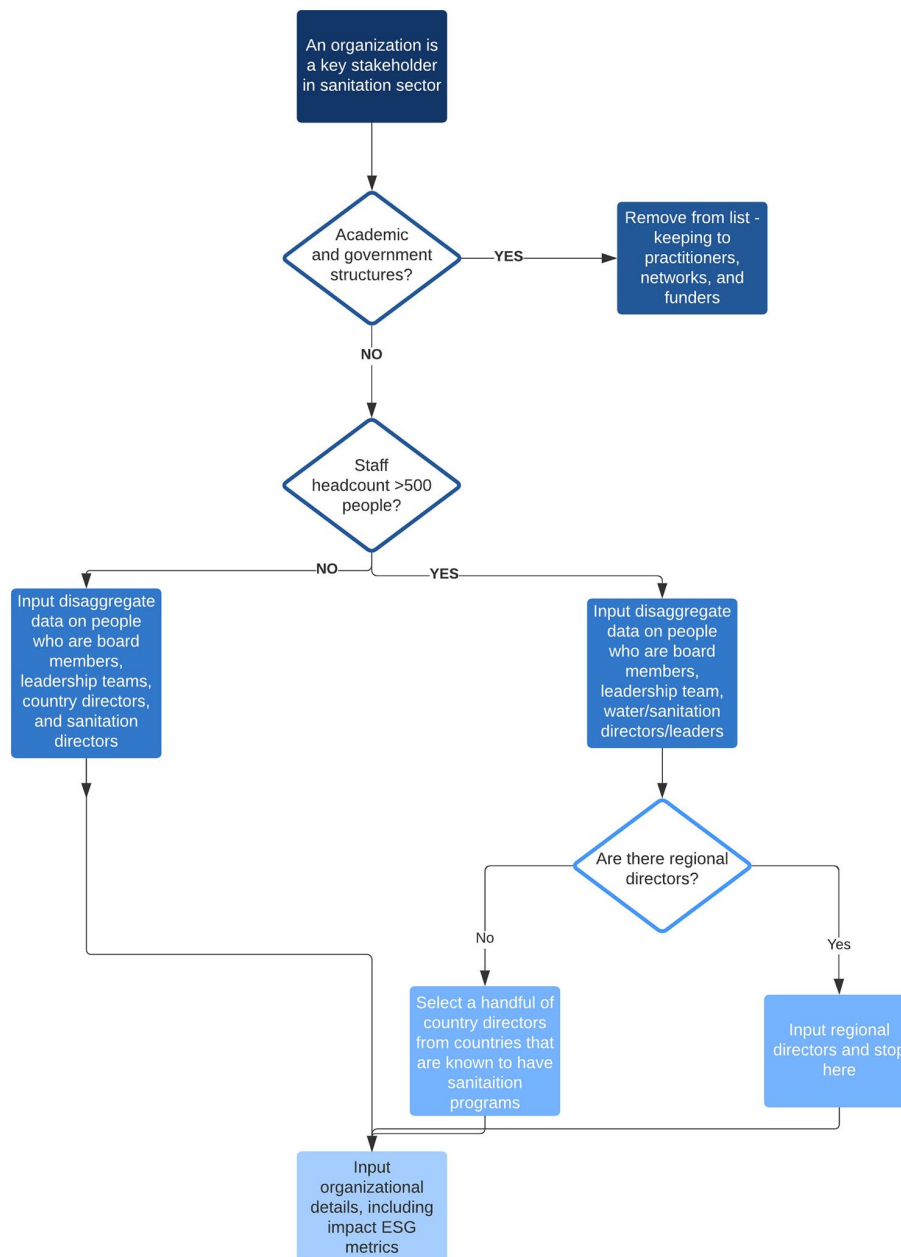 An organization is
a key stakeholder
in sanitation sector
Academic
and government
structures?
YES
Remove from list -
keeping to
practitioners,
networks, and
funders
NO
Staff
headcount >500
people?
NO
YES
Input disaggregate
data on people
who are board
members,
leadership teams,
country directors,
and sanitation
directors
Input disaggregate
data on people
who are board
members,
leadership team,
water/sanitation
directors/leaders
Are there regional
directors?
No
Yes
Select a handful of
country directors
from countries that
are known to have
sanitaition
programs
Input regional
directors and stop
here
Input
organizational
details, including
impact ESG
metrics